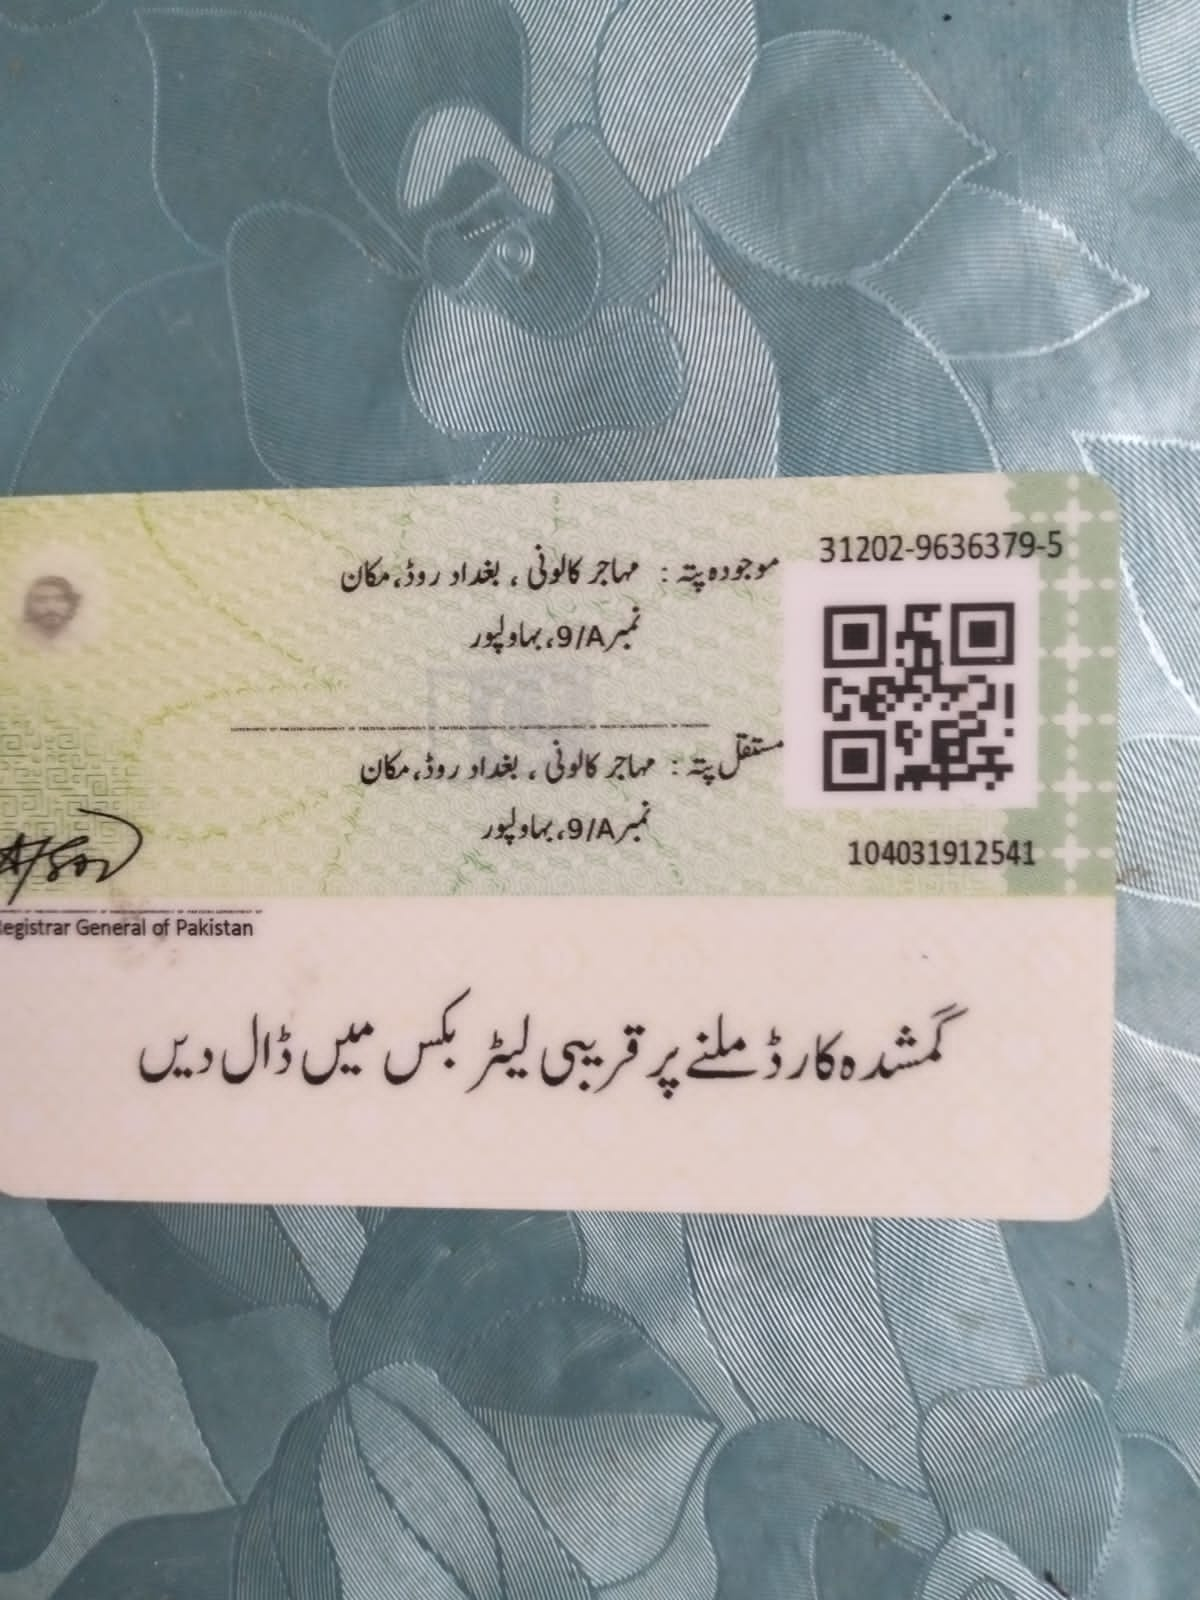 31202-9636379-5
موجودہ پتہ : مہاجر کالونی ، بغداد روڈ، مکان
نمبر 9/A، بہاولپور
مستقل پتہ : مہاجر کالونی ، بغداد روڈ، مکان
نمبر 9/A، بہاولپور
104031912541
Registrar General of Pakistan
گمشدہ کارڈ ملنے پر قریبی لیٹر بکس میں ڈال دیں